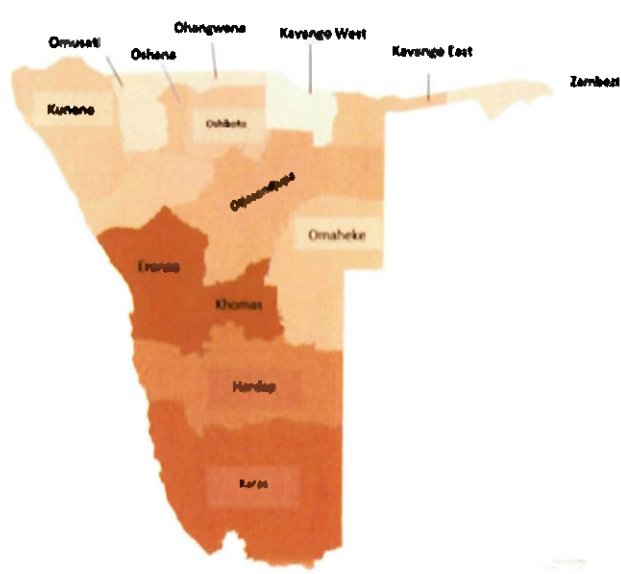 Ohangwena
Kavango West
Omusati
Oshana
Kavango East
Zambezi
Kunene
Oshikoto
Otjozondjupa
Omaheke
Erongo
Khomas
Hardap
Karas